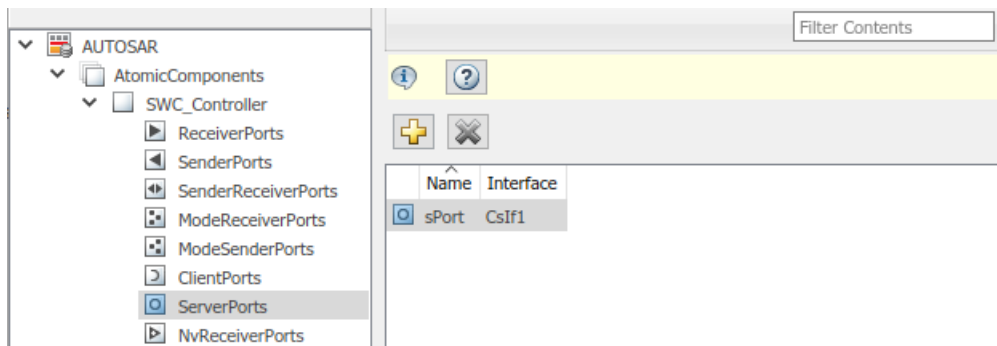 Filter Contents
AUTOSAR
AtomicComponents
SWC_Controller
ReceiverPorts
SenderPorts
SenderReceiverPorts
ModeReceiverPorts
ModeSenderPorts
ClientPorts
ServerPorts
NvReceiverPorts
Name Interface
sPort CsIf1